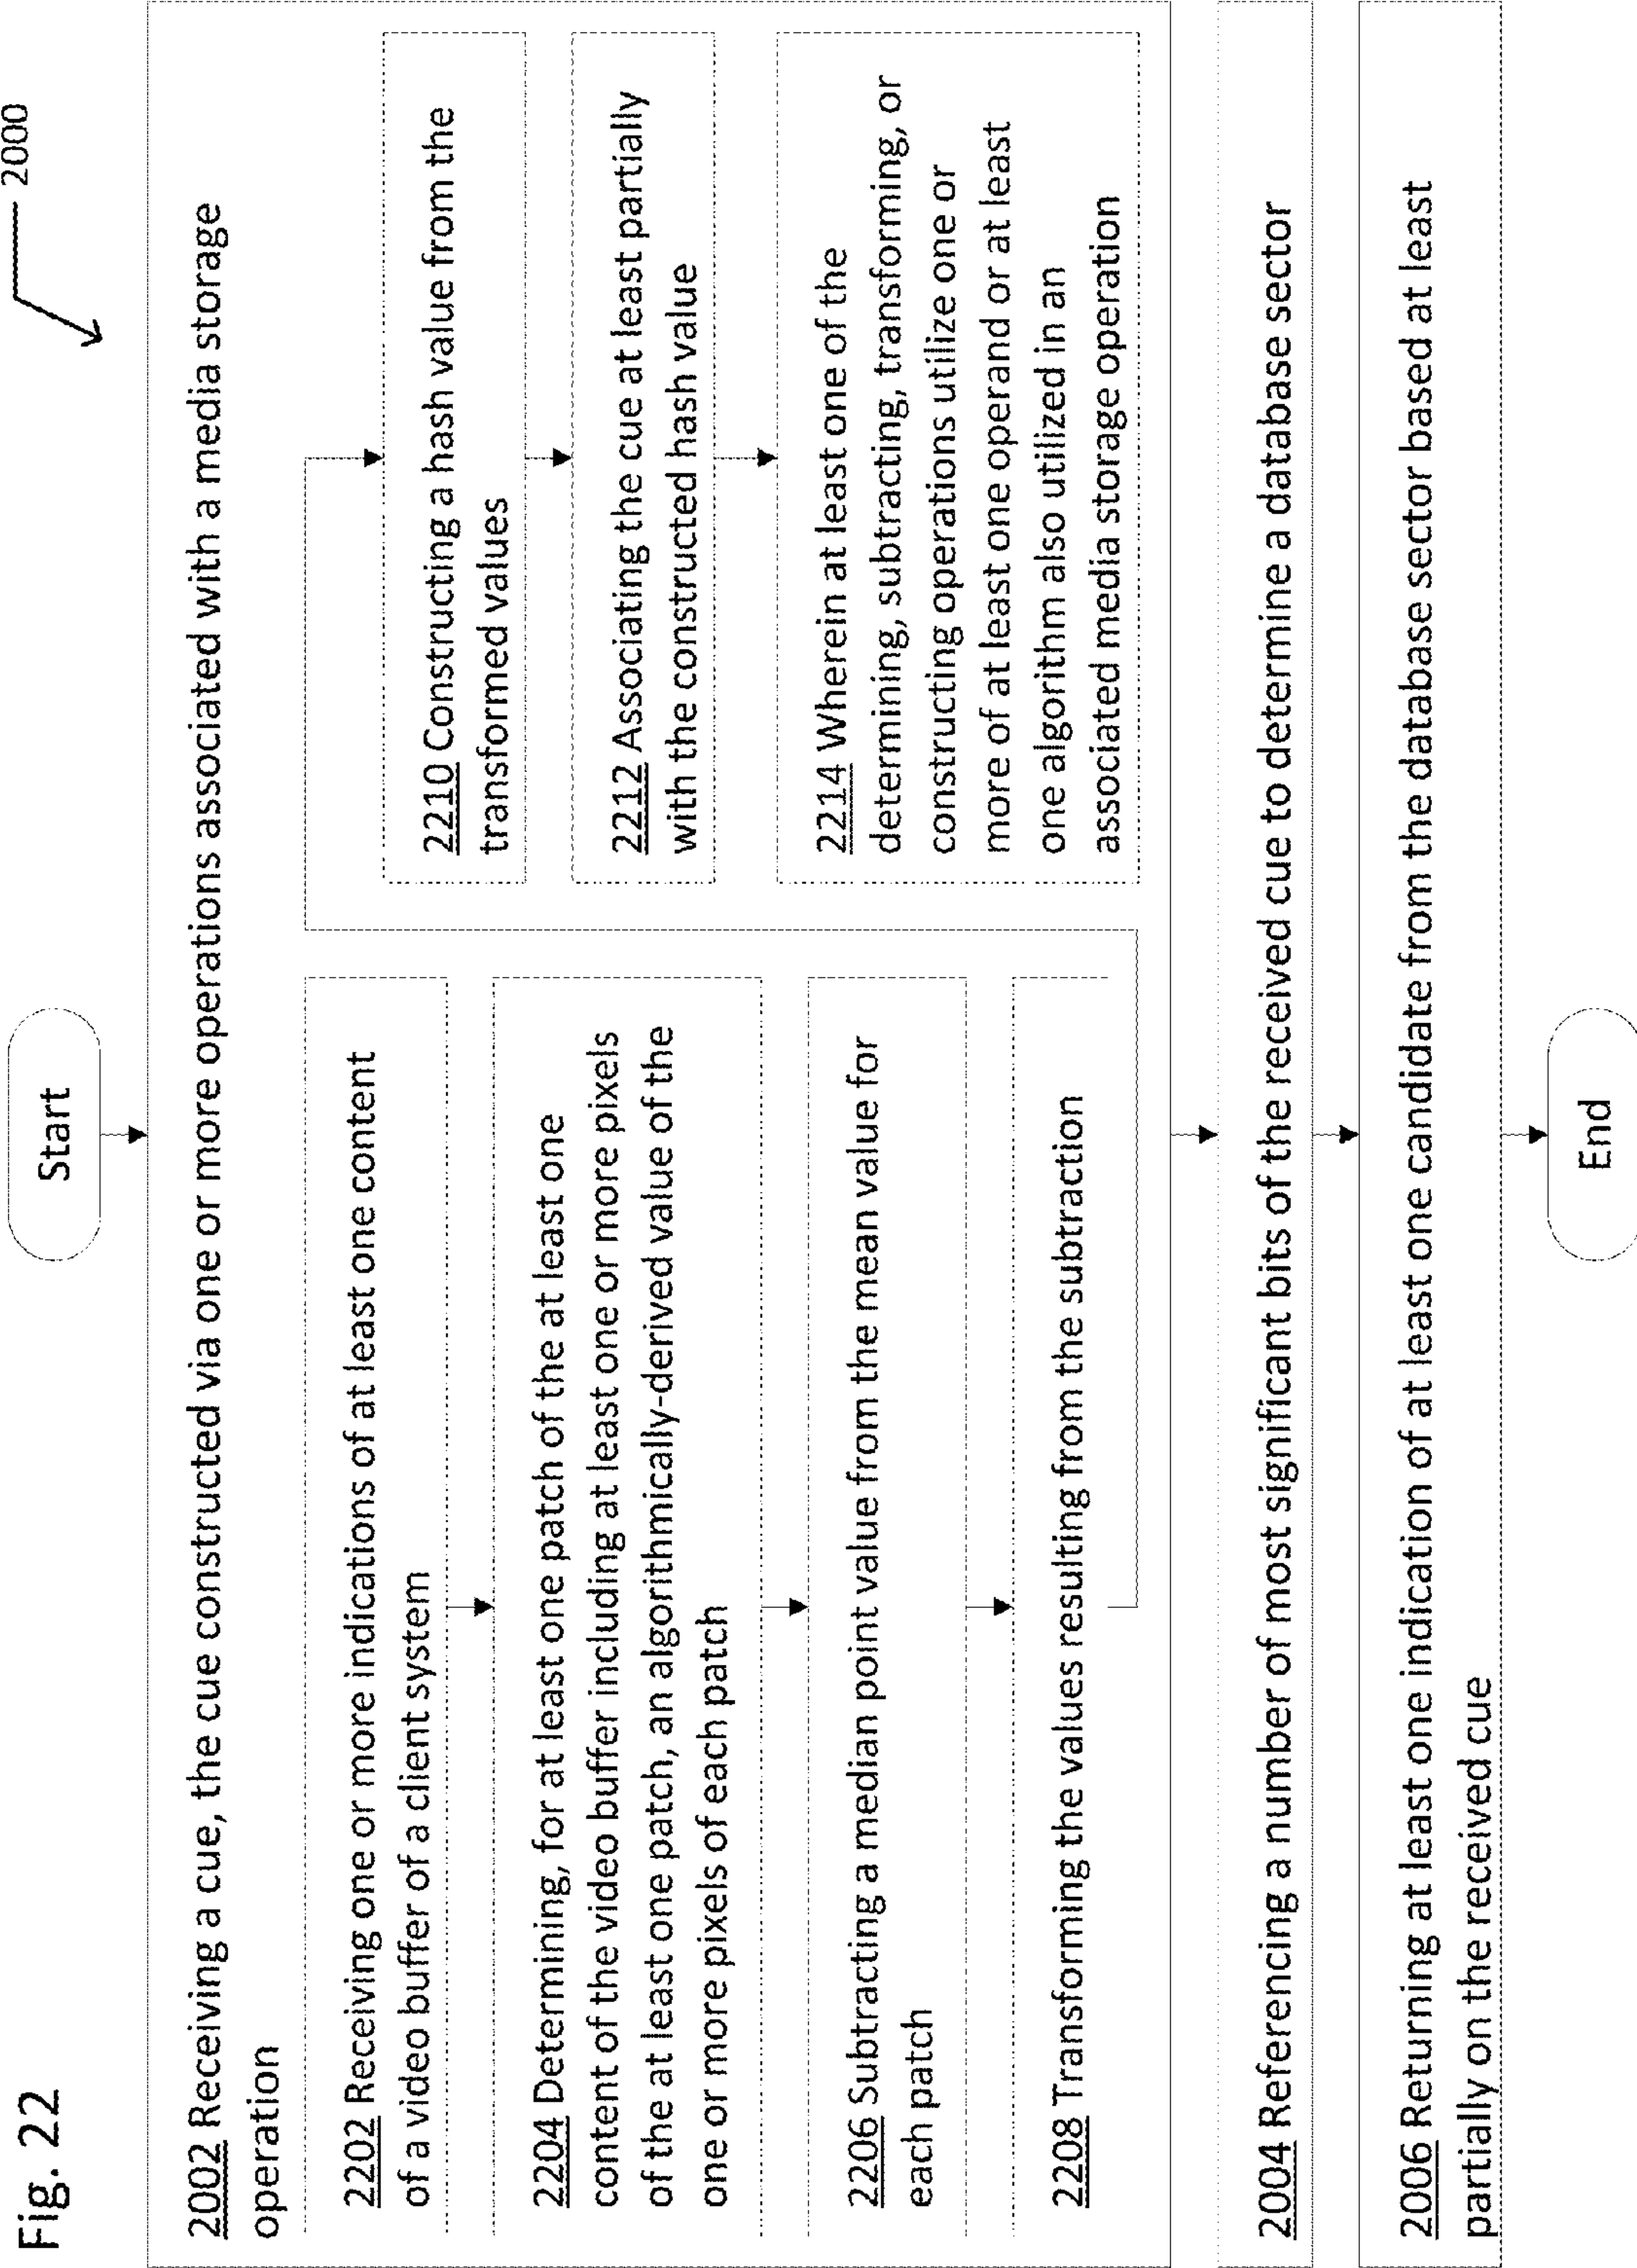 Fig. 22
2000
Start
2002 Receiving a cue, the cue constructed via one or more operations associated with a media storage
operation
2202 Receiving one or more indications of at least one content
of a video buffer of a client system
2204 Determining, for at least one patch of the at least one
content of the video buffer including at least one or more pixels
of the at least one patch, an algorithmically-derived value of the
one or more pixels of each patch
2206 Subtracting a median point value from the mean value for
each patch
2208 Transforming the values resulting from the subtraction
2210 Constructing a hash value from the
transformed values
2212 Associating the cue at least partially
with the constructed hash value
2214 Wherein at least one of the
determining, subtracting, transforming, or
constructing operations utilize one or
more of at least one operand or at least
one algorithm also utilized in an
associated media storage operation
2004 Referencing a number of most significant bits of the received cue to determine a database sector
2006 Returning at least one indication of at least one candidate from the database sector based at least
partially on the received cue
End